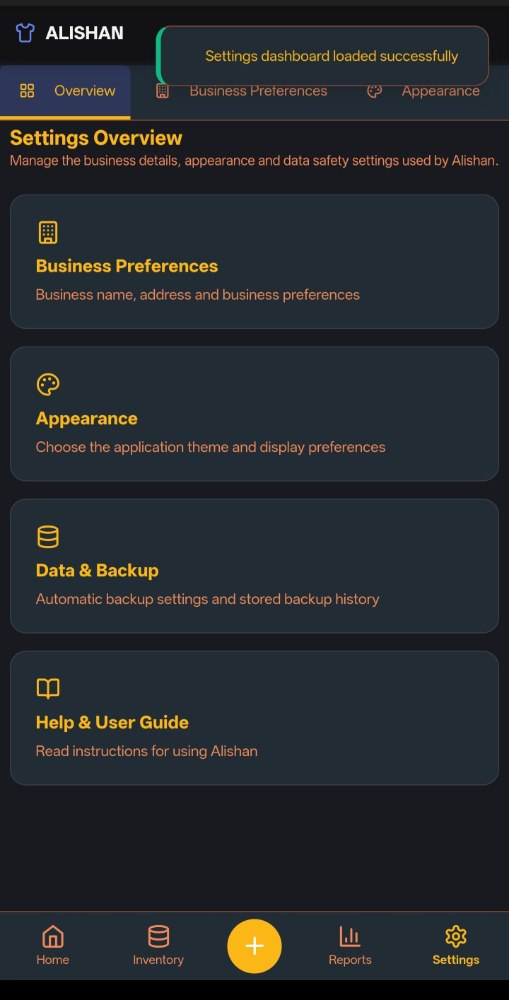 ALISHAN
Settings dashboard loaded successfully
Overview
Business Preferences
Appearance
Settings Overview
Manage the business details, appearance and data safety settings used by Alishan.
Business Preferences
Business name, address and business preferences
Appearance
Choose the application theme and display preferences
Data & Backup
Automatic backup settings and stored backup history
Help & User Guide
Read instructions for using Alishan
Home
Inventory
Reports
Settings